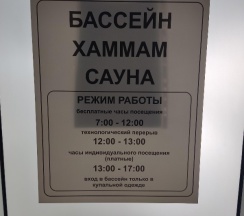 БАССЕЙН
ХАММАМ
САУНА
РЕЖИМ РАБОТЫ
бесплатные часы посещения
7:00 - 12:00
технологический перерыв
12:00 - 13:00
часы индивидуального посещения
(платные)
13:00 - 17:00
вход в бассейн только в
купальной одежде